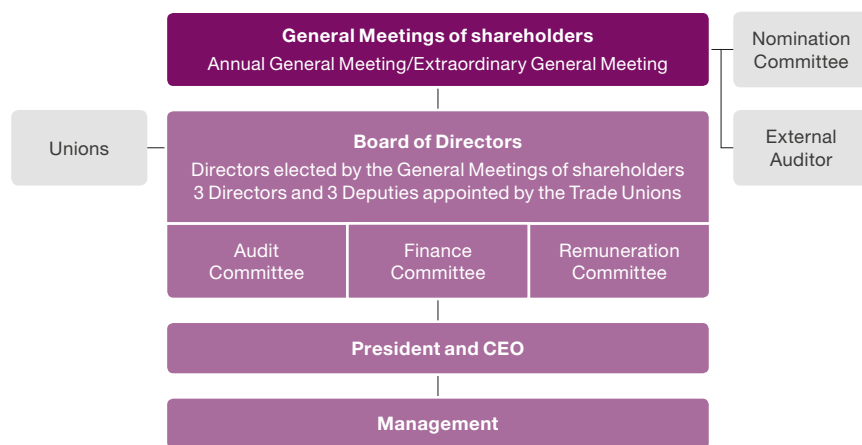 General Meetings of shareholders
Annual General Meeting/Extraordinary General Meeting
Nomination
Committee
Unions
Board of Directors
Directors elected by the General Meetings of shareholders
3 Directors and 3 Deputies appointed by the Trade Unions
External
Auditor
Audit
Committee
Finance
Committee
Remuneration
Committee
President and CEO
Management